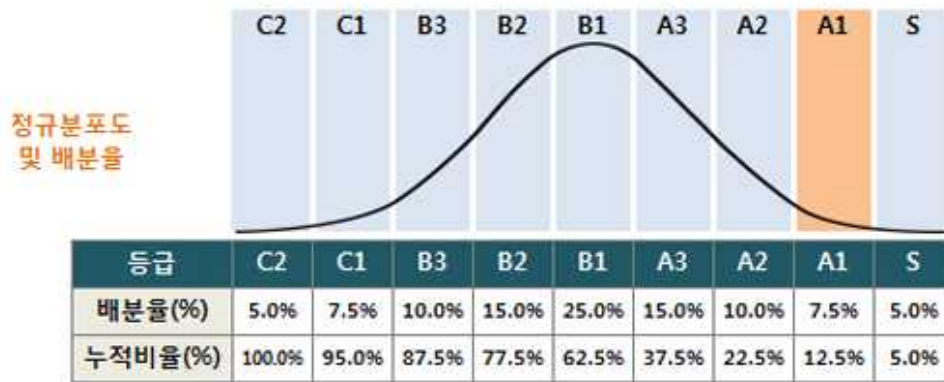 C2 C1 B3 B2 B1 A3 A2 A1 S
정규분포도
및 배분율
등급 C2 C1 B3 B2 B1 A3 A2 A1 S
배분율(%) 5.0% 7.5% 10.0% 15.0% 25.0% 15.0% 10.0% 7.5% 5.0%
누적비율(%) 100.0% 95.0% 87.5% 77.5% 62.5% 37.5% 22.5% 12.5% 5.0%